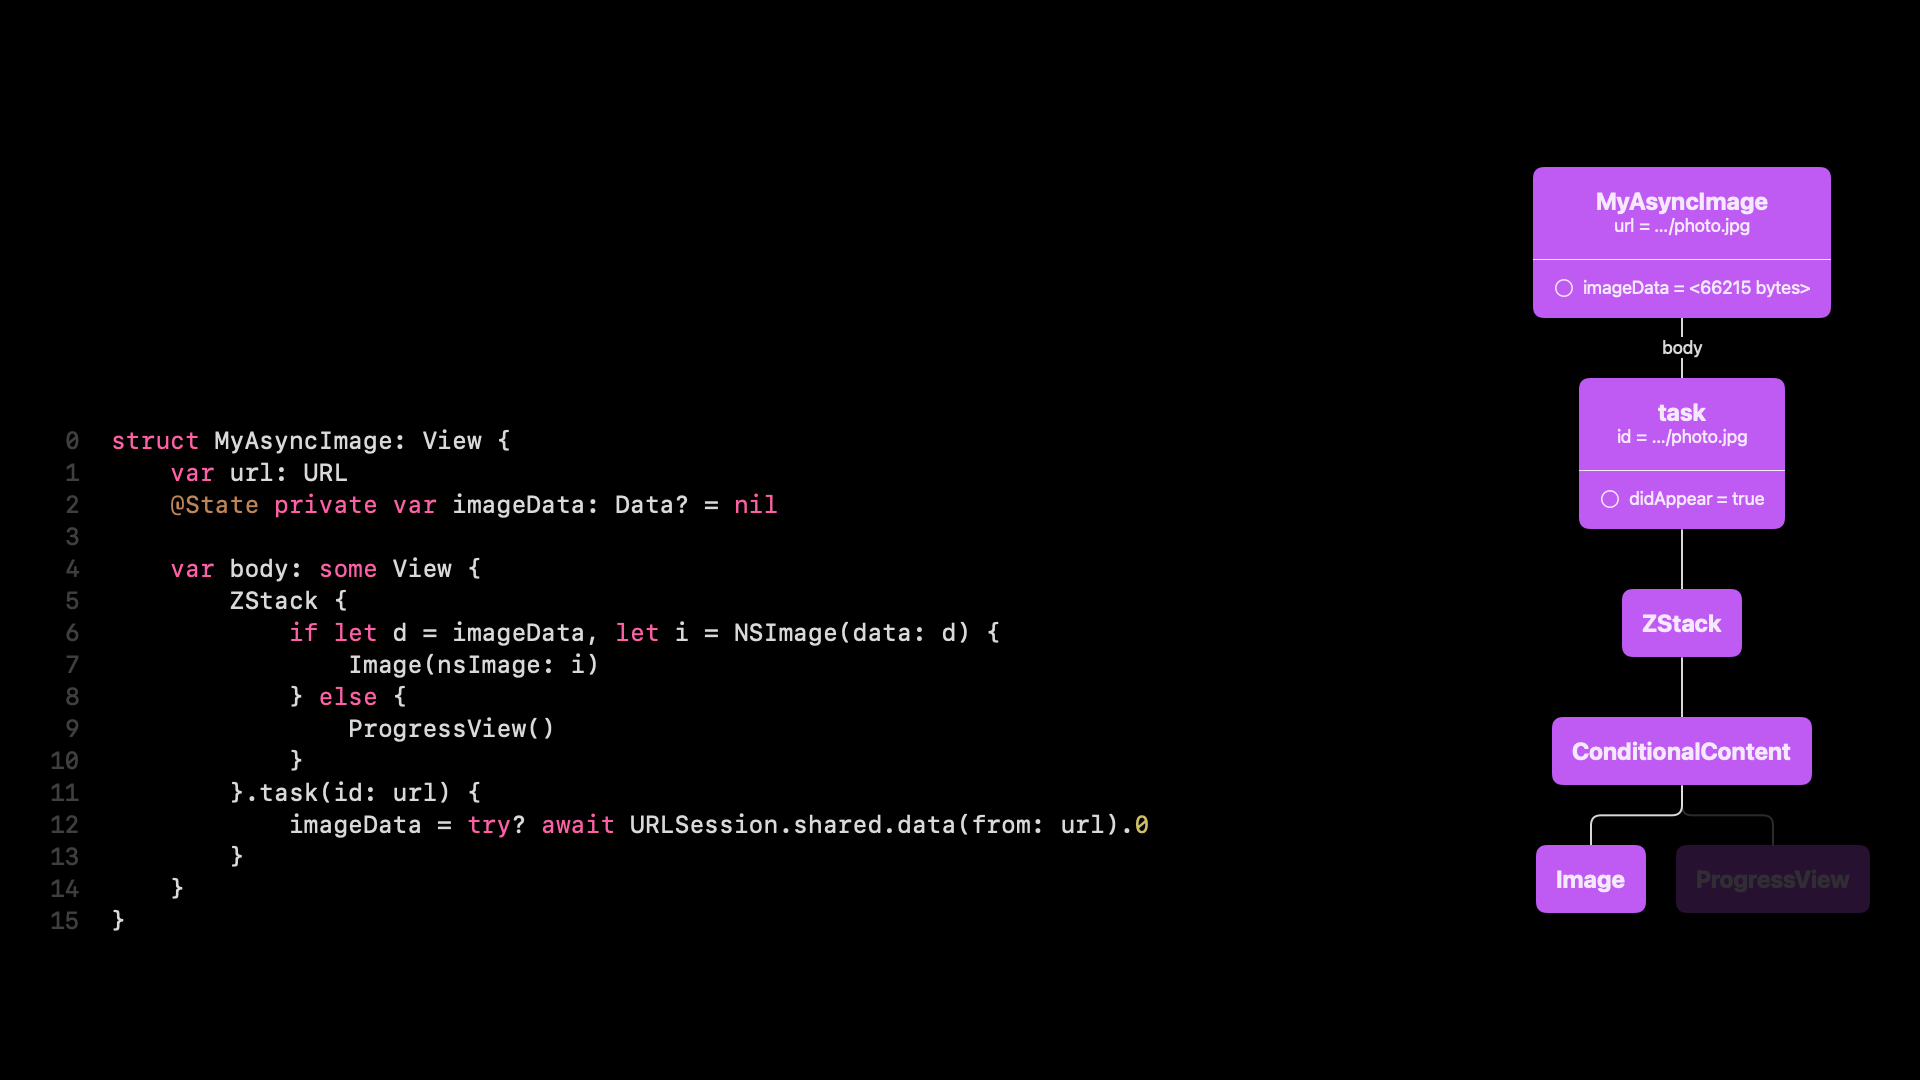 0 struct MyAsyncImage: View {
1 var url: URL
2 @State private var imageData: Data? = nil
3
4 var body: some View {
5 ZStack {
6 if let d = imageData, let i = NSImage(data: d) {
7 Image(nsImage: i)
8 } else {
9 ProgressView()
10 }
11 }.task(id: url) {
12 imageData = try? await URLSession.shared.data(from: url).0
13 }
14 }
15 }
MyAsyncImage
url = .../photo.jpg
imageData = <66215 bytes>
body
task
id = .../photo.jpg
didAppear = true
ZStack
ConditionalContent
Image
ProgressView